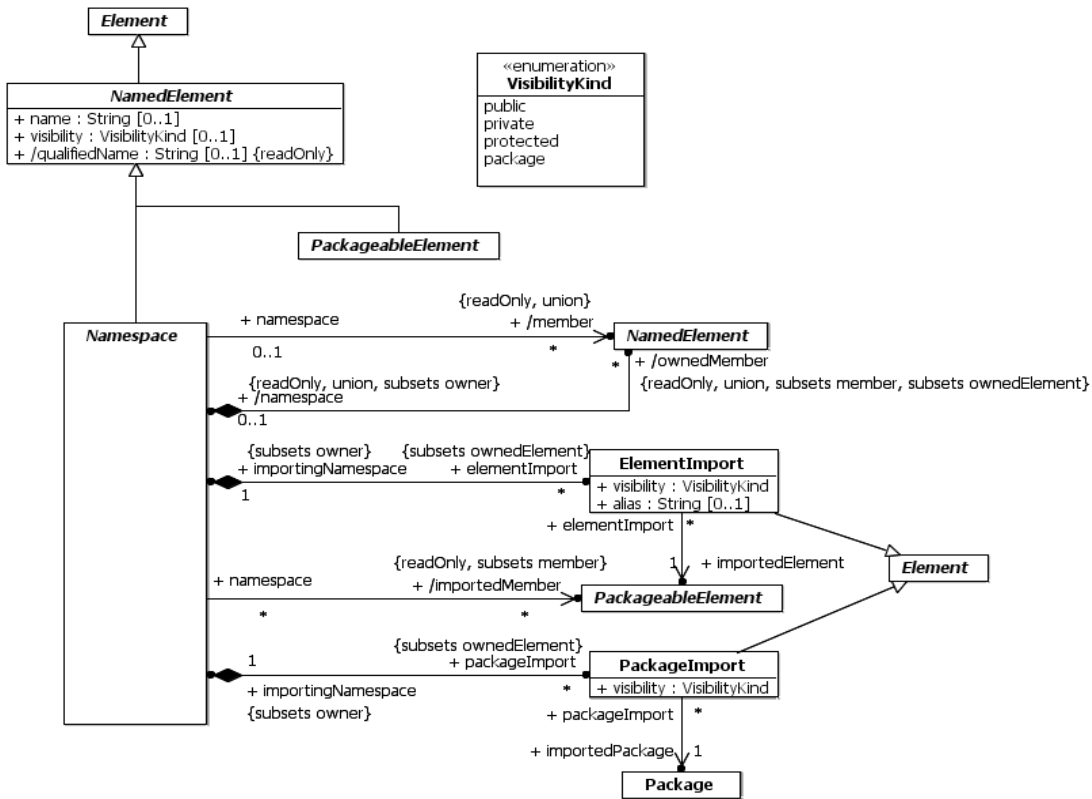 Element
NamedElement
+ name : String [0..1]
+ visibility : VisibilityKind [0..1]
+ /qualifiedName : String [0..1] {readOnly}
«enumeration»
VisibilityKind
public
private
protected
package
PackageableElement
Namespace
{readOnly, union}
+ namespace
+ /member
0..1
*
NamedElement
* + /ownedMember
{readOnly, union, subsets owner}
{readOnly, union, subsets member, subsets ownedElement}
+ /namespace
0..1
{subsets owner}
{subsets ownedElement}
+ importingNamespace
+ elementImport
1
*
ElementImport
+ visibility : VisibilityKind
+ alias : String [0..1]
+ elementImport
*
1
+ importedElement
Element
{readOnly, subsets member}
+ namespace
+ /importedMember
*
*
PackageableElement
{subsets ownedElement}
1
+ packageImport
+ importingNamespace
*
{subsets owner}
PackageImport
+ visibility : VisibilityKind
+ packageImport
*
+ importedPackage
1
Package